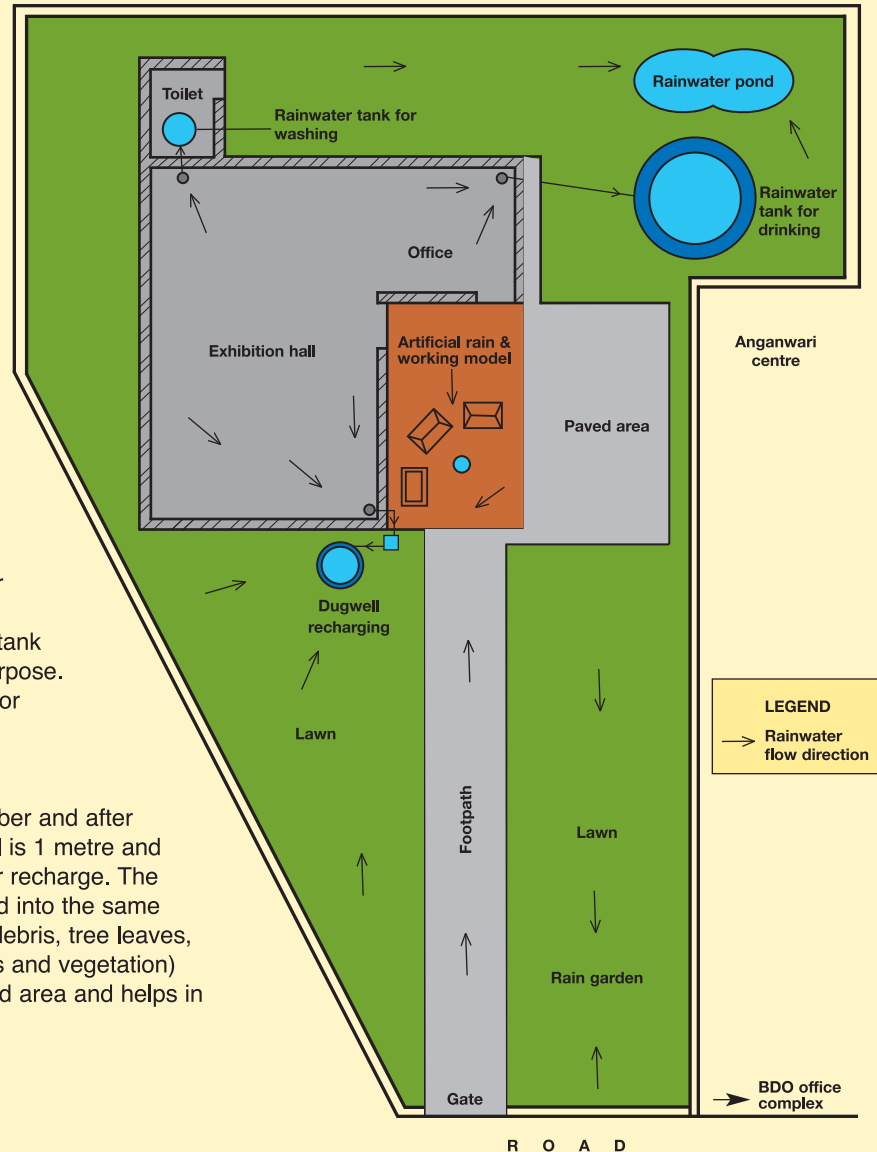 Toilet
Rainwater tank for
washing
Rainwater pond
Rainwater
tank for
drinking
Office
Exhibition hall
Artificial rain &
working model
Anganwari
centre
Paved area
Dugwell
recharging
Lawn
Footpath
Lawn
Rain garden
Gate
LEGEND
Rainwater
flow direction
BDO office
complex
ROAD
r
tank
rpose.
or
ber and after
l is 1 metre and
r recharge. The
d into the same
debris, tree leaves,
s and vegetation)
d area and helps in